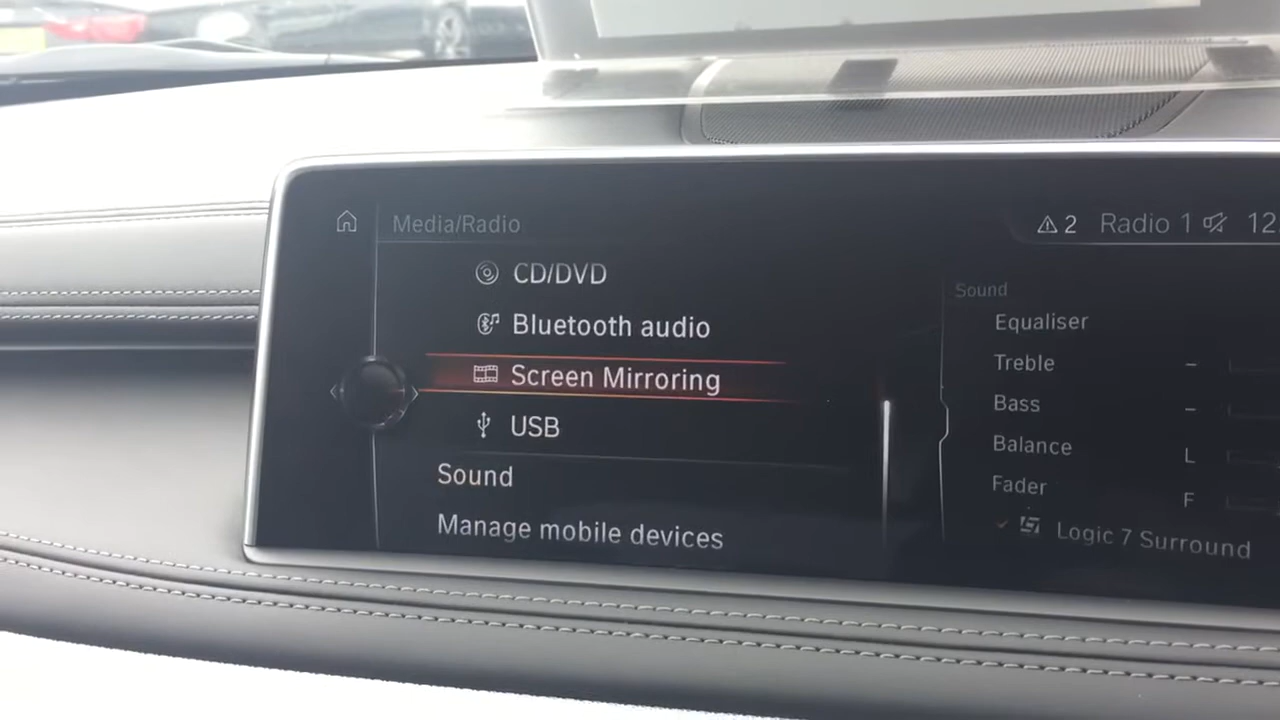 Media/Radio
2 Radio 1
CD/DVD
Bluetooth audio
Screen Mirroring
USB
Sound
Manage mobile devices
Sound
Equaliser
Treble –
Bass –
Balance L
Fader F
Logic 7 Surround